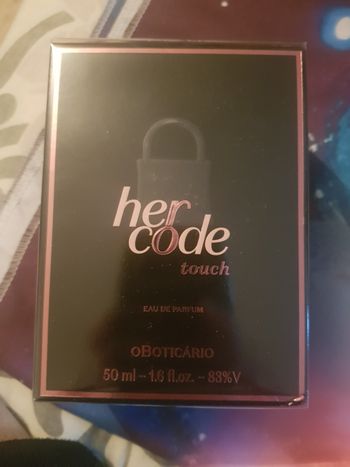 her
code
touch
EAU DE PARFUM
OBOTICÁRIO
50 ml - 1.6 fl.oz. - 83%V